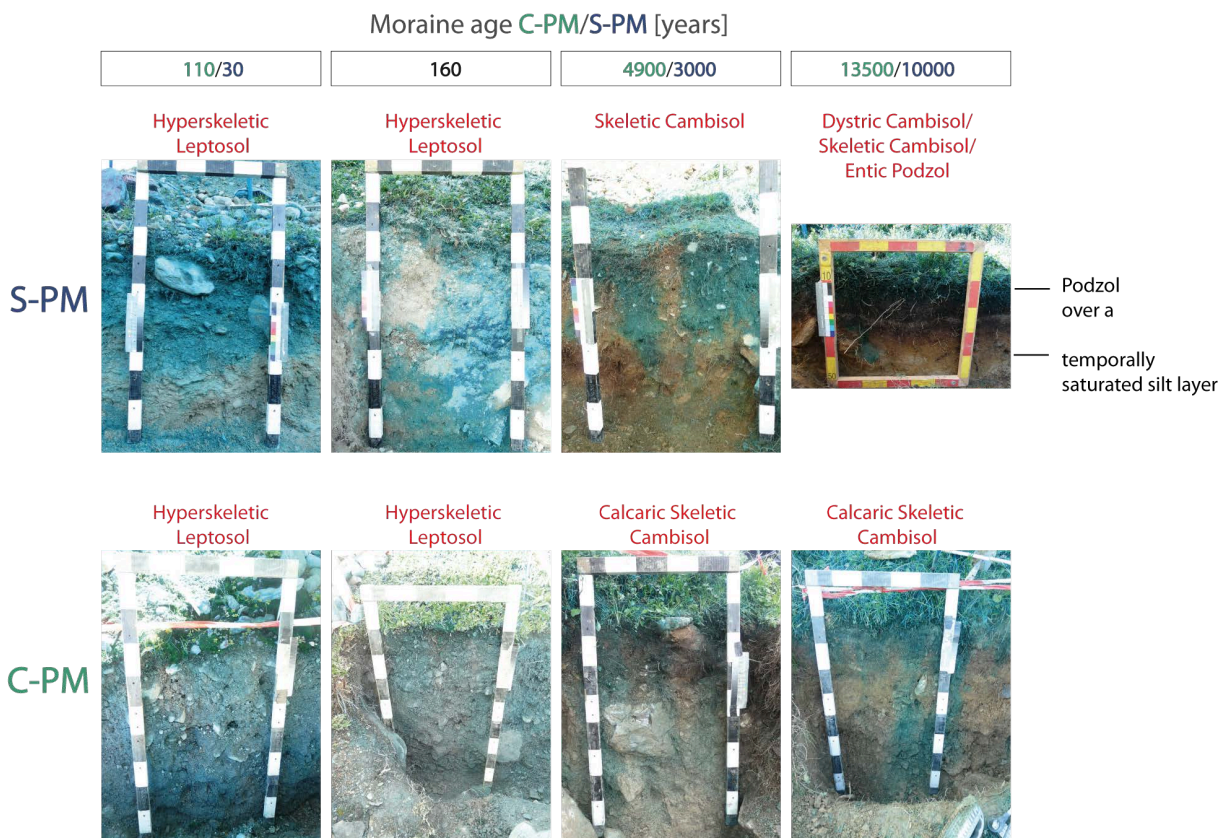 Moraine age C-PM/S-PM [years]
110/30
160
4900/3000
13500/10000
Hyperskeletic
Leptosol
Hyperskeletic
Leptosol
Skeletic Cambisol
Dystric Cambisol/
Skeletic Cambisol/
Entic Podzol
S-PM
10
50
Podzol
over a
temporally
saturated silt layer
Hyperskeletic
Leptosol
Hyperskeletic
Leptosol
Calcaric Skeletic
Cambisol
Calcaric Skeletic
Cambisol
C-PM